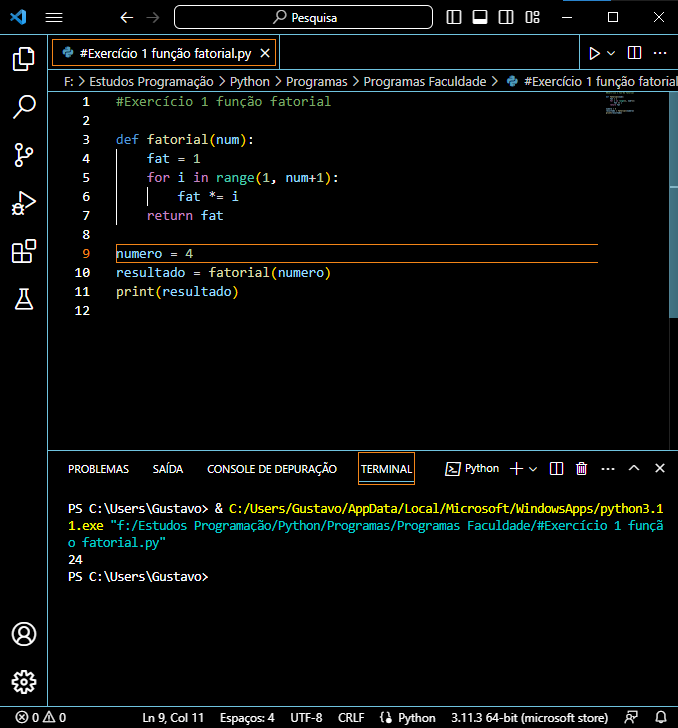 Pesquisa
#Exercício 1 função fatorial.py
F: > Estudos Programação > Python > Programas > Programas Faculdade > #Exercício 1 função fatorial
1 #Exercício 1 função fatorial
2
3 def fatorial(num):
4 fat = 1
5 for i in range(1, num+1):
6 fat *= i
7 return fat
8
9 numero = 4
10 resultado = fatorial(numero)
11 print(resultado)
12
PROBLEMAS SAÍDA CONSOLE DE DEPURAÇÃO TERMINAL Python
PS C:\Users\Gustavo> & C:/Users/Gustavo/AppData/Local/Microsoft/WindowsApps/python3.1
1.exe "f:/Estudos Programação/Python/Programas/Programas Faculdade/#Exercício 1 funçã
o fatorial.py"
24
PS C:\Users\Gustavo>
0 0 Ln 9, Col 11 Espaços: 4 UTF-8 CRLF Python 3.11.3 64-bit (microsoft store)